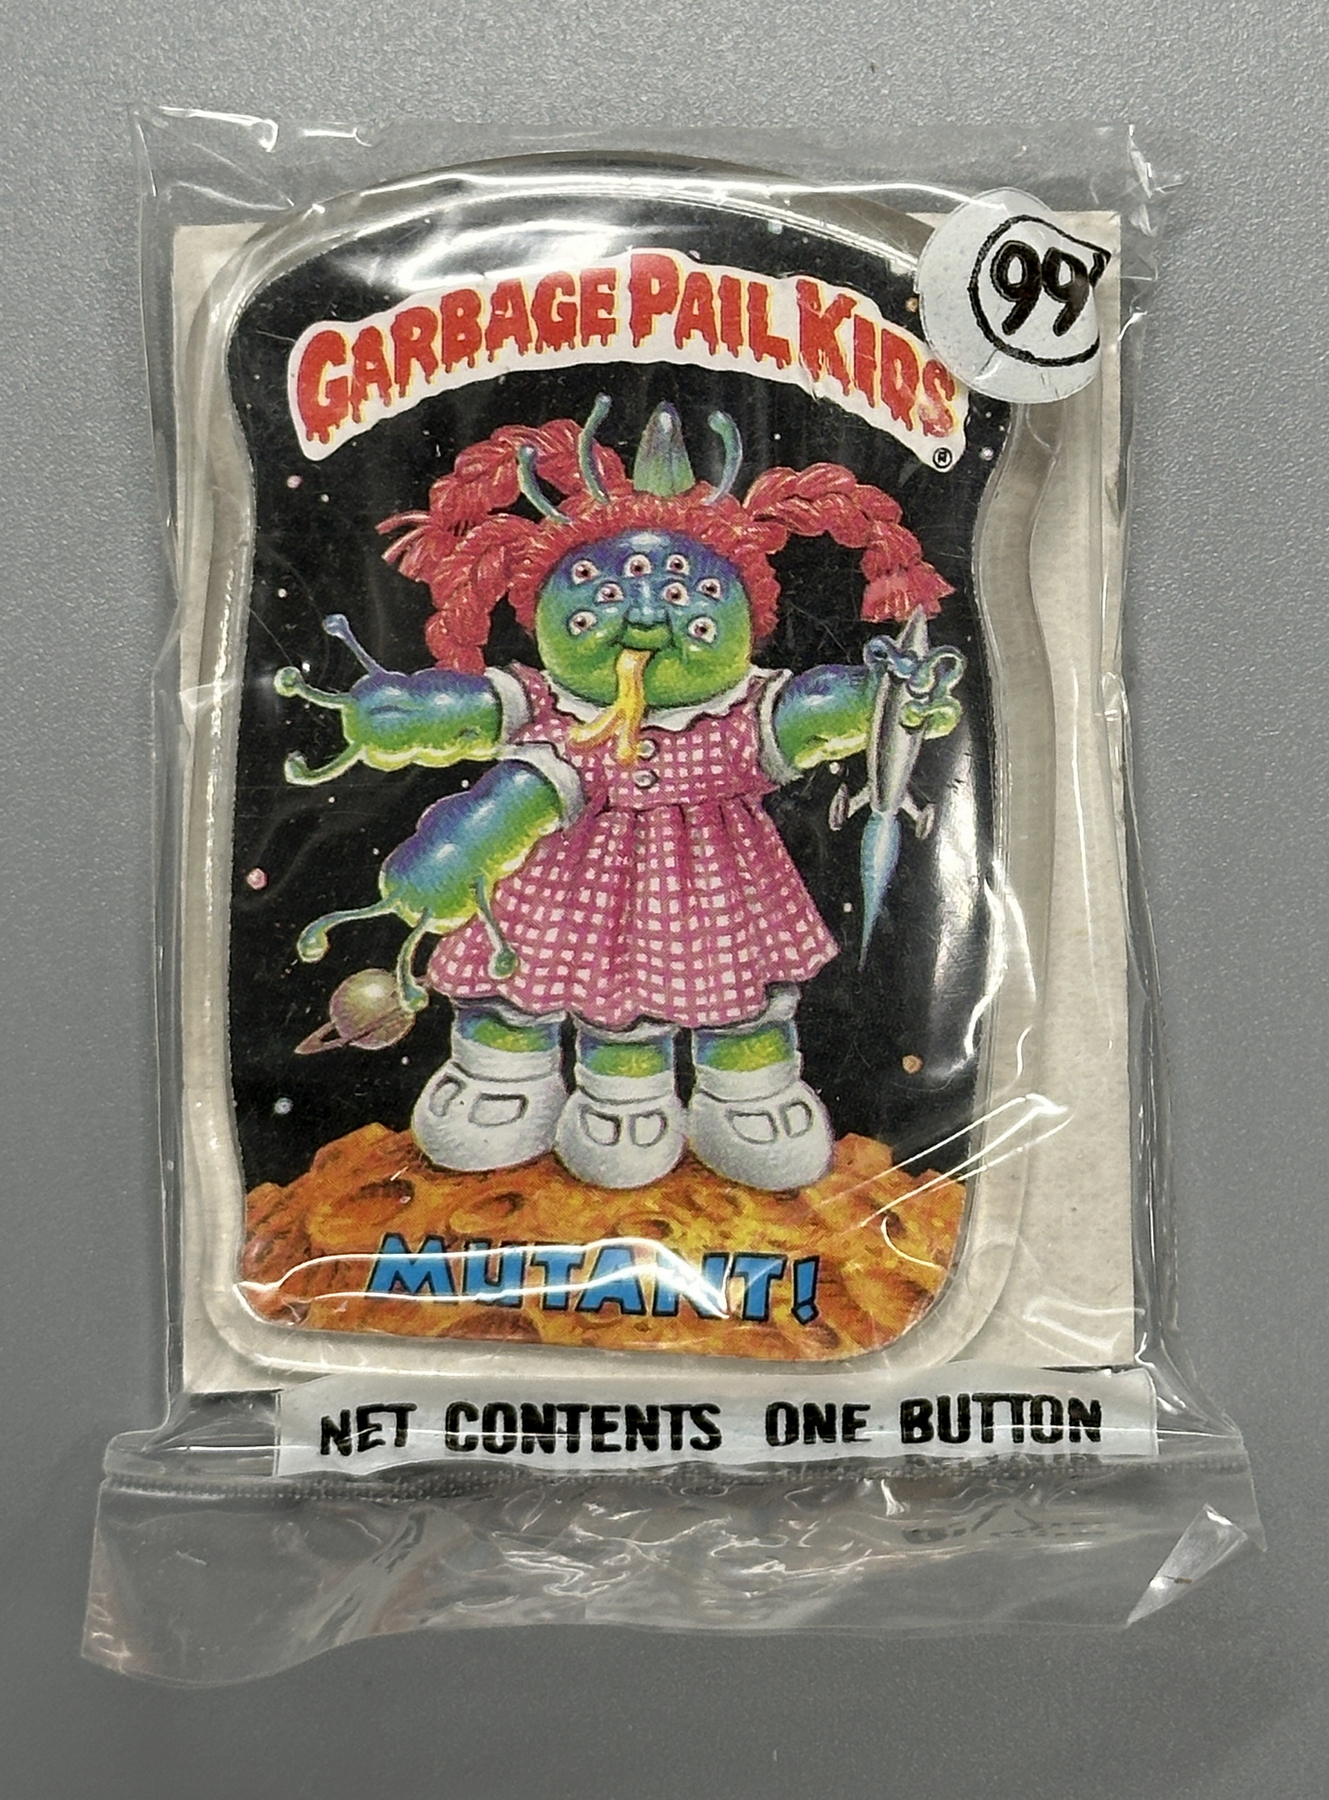 99¢
GARBAGE PAIL KIDS
®
MUTANT!
NET CONTENTS ONE BUTTON